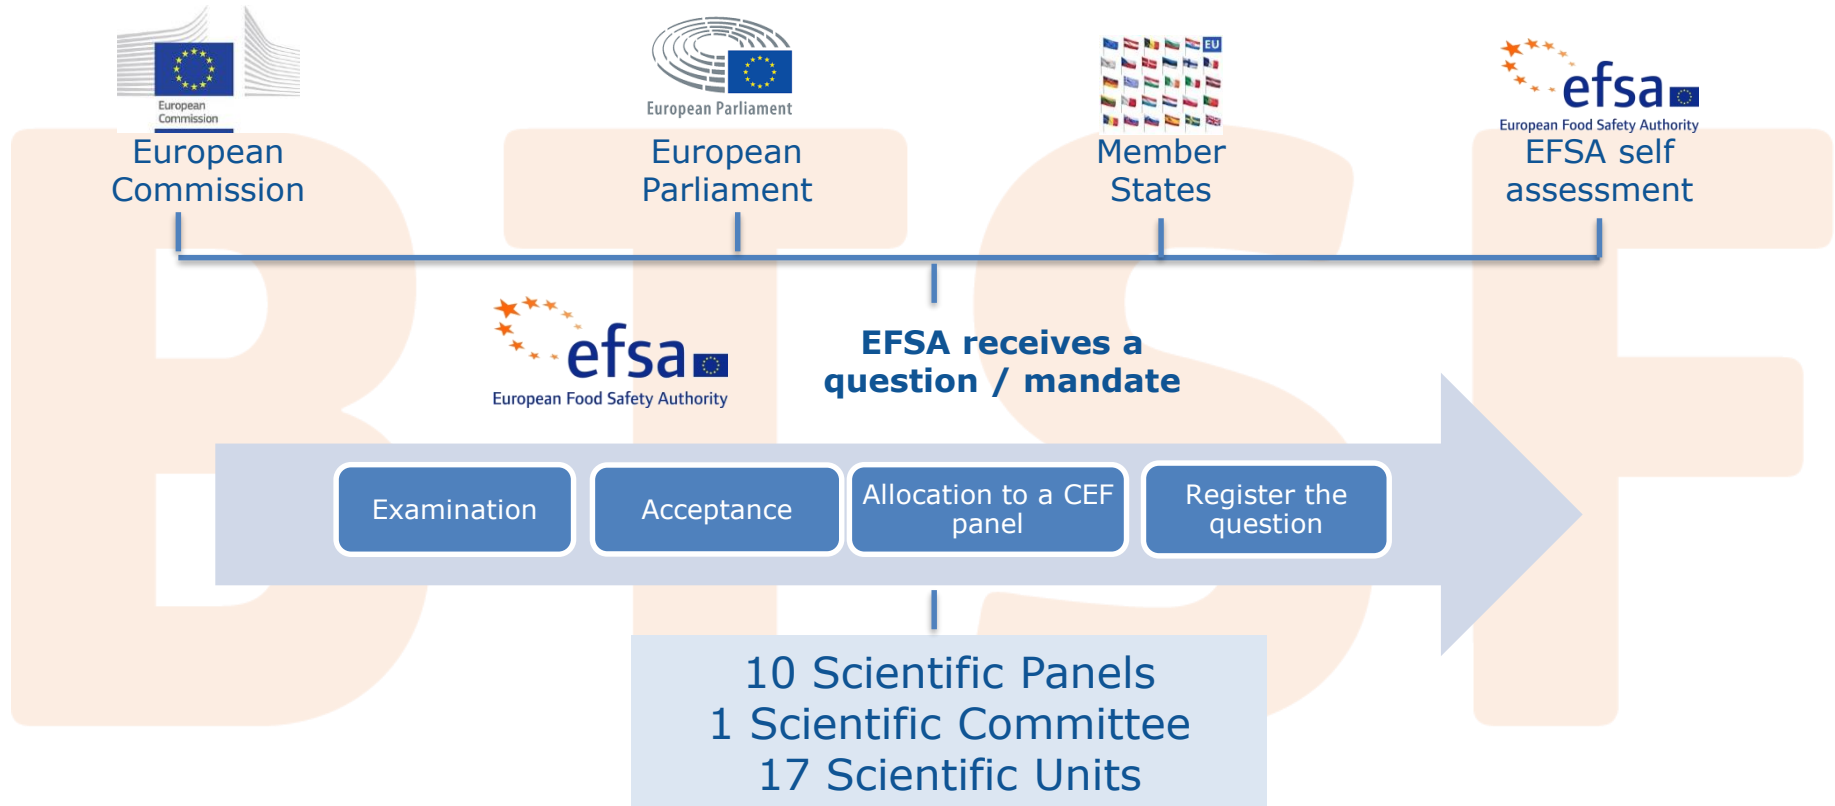 European
Commission
European Parliament
EU
efsa
European Food Safety Authority
European
Commission
European
Parliament
Member
States
EFSA self
assessment
efsa
European Food Safety Authority
EFSA receives a
question / mandate
Examination
Acceptance
Allocation to a CEF
panel
Register the
question
10 Scientific Panels
1 Scientific Committee
17 Scientific Units
BTSF